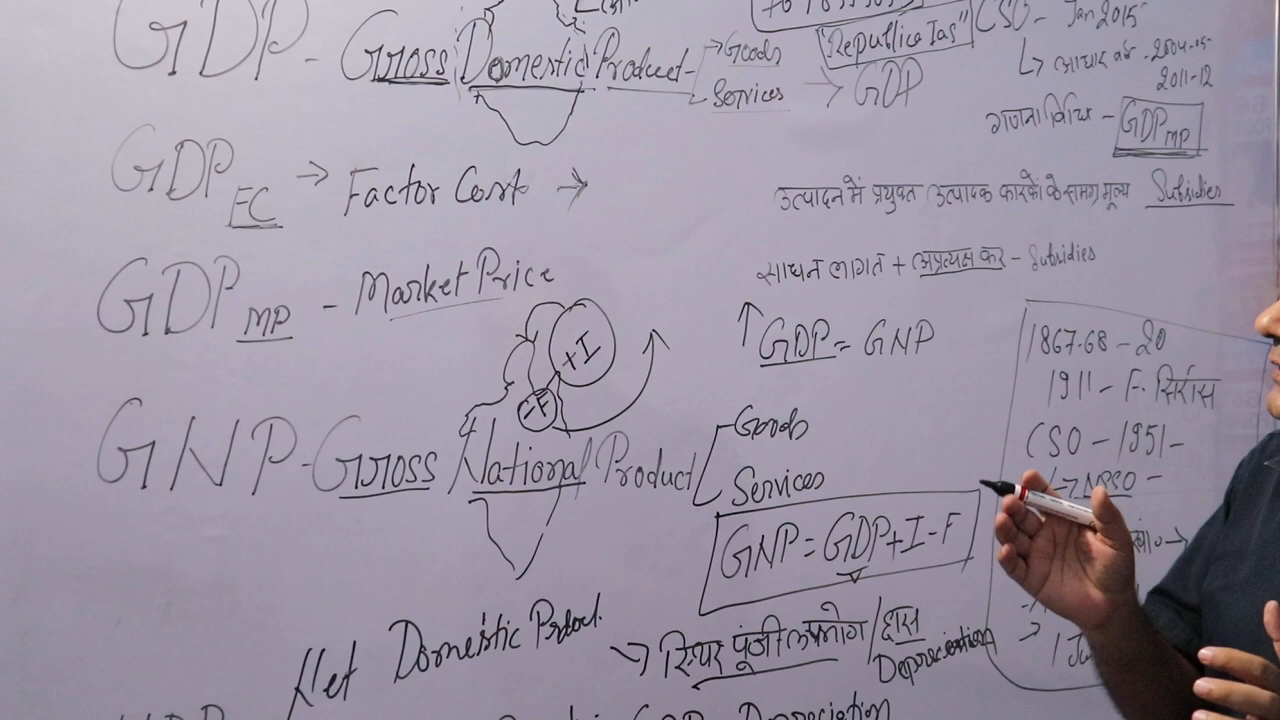 GDP - Gross Domestic Product - Goods
Services → GDP
"Republic Ias"
CSO - Jan 2015
↳ आधार वर्ष - 2004-15
2011-12
गणना विधि - GDP MP
GDP FC → Factor Cost →
उत्पादन में प्रयुक्त उत्पादक कारकों के समग्र मूल्य Subsidies
GDP MP - Market Price
साधन लागत + अप्रत्यक्ष कर - Subsidies
↑ GDP = GNP
+I
-F
GNP - Gross National Product
Goods
Services
GNP = GDP + I - F
1867-68 - 20
1911 - F.
CSO - 1951 -
Net Domestic
→ स्थिर पूंजी उपभोग / ह्रास
Depreciation
GDP Depreciation